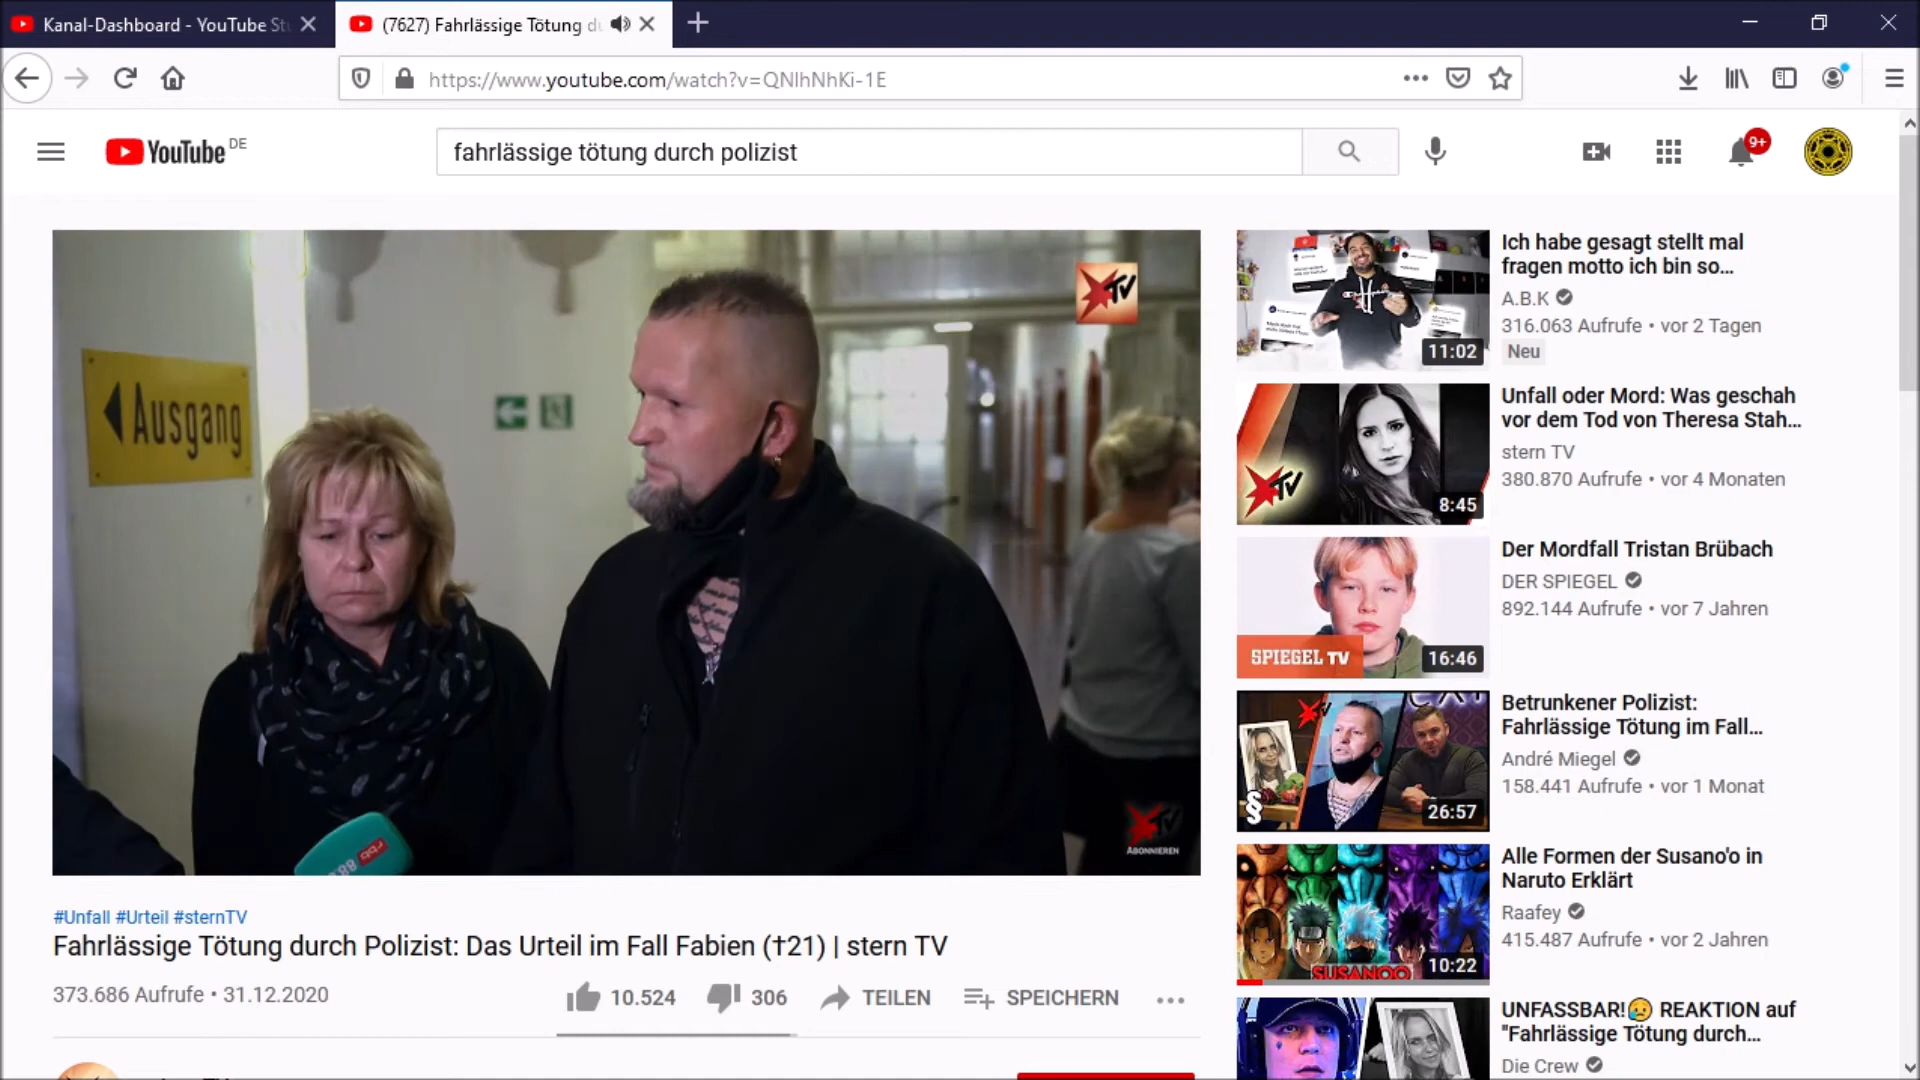 Kanal-Dashboard - YouTube St
(7627) Fahrlässige Tötung d
https://www.youtube.com/watch?v=QNlhNhKi-1E
YouTube DE
fahrlässige tötung durch polizist
9+
Ausgang
TV
TV
ABONNIEREN
88
rbb
#Unfall #Urteil #sternTV
Fahrlässige Tötung durch Polizist: Das Urteil im Fall Fabien (†21) | stern TV
373.686 Aufrufe • 31.12.2020
10.524
306
TEILEN
SPEICHERN
11:02
Ich habe gesagt stellt mal
fragen motto ich bin so...
A.B.K
316.063 Aufrufe • vor 2 Tagen
Neu
TV
8:45
Unfall oder Mord: Was geschah
vor dem Tod von Theresa Stah...
stern TV
380.870 Aufrufe • vor 4 Monaten
SPIEGEL TV
16:46
Der Mordfall Tristan Brübach
DER SPIEGEL
892.144 Aufrufe • vor 7 Jahren
§
26:57
Betrunkener Polizist:
Fahrlässige Tötung im Fall...
André Miegel
158.441 Aufrufe • vor 1 Monat
SUSANOO
10:22
Alle Formen der Susano'o in
Naruto Erklärt
Raafey
415.487 Aufrufe • vor 2 Jahren
UNFASSBAR!😥 REAKTION auf
"Fahrlässige Tötung durch...
Die Crew